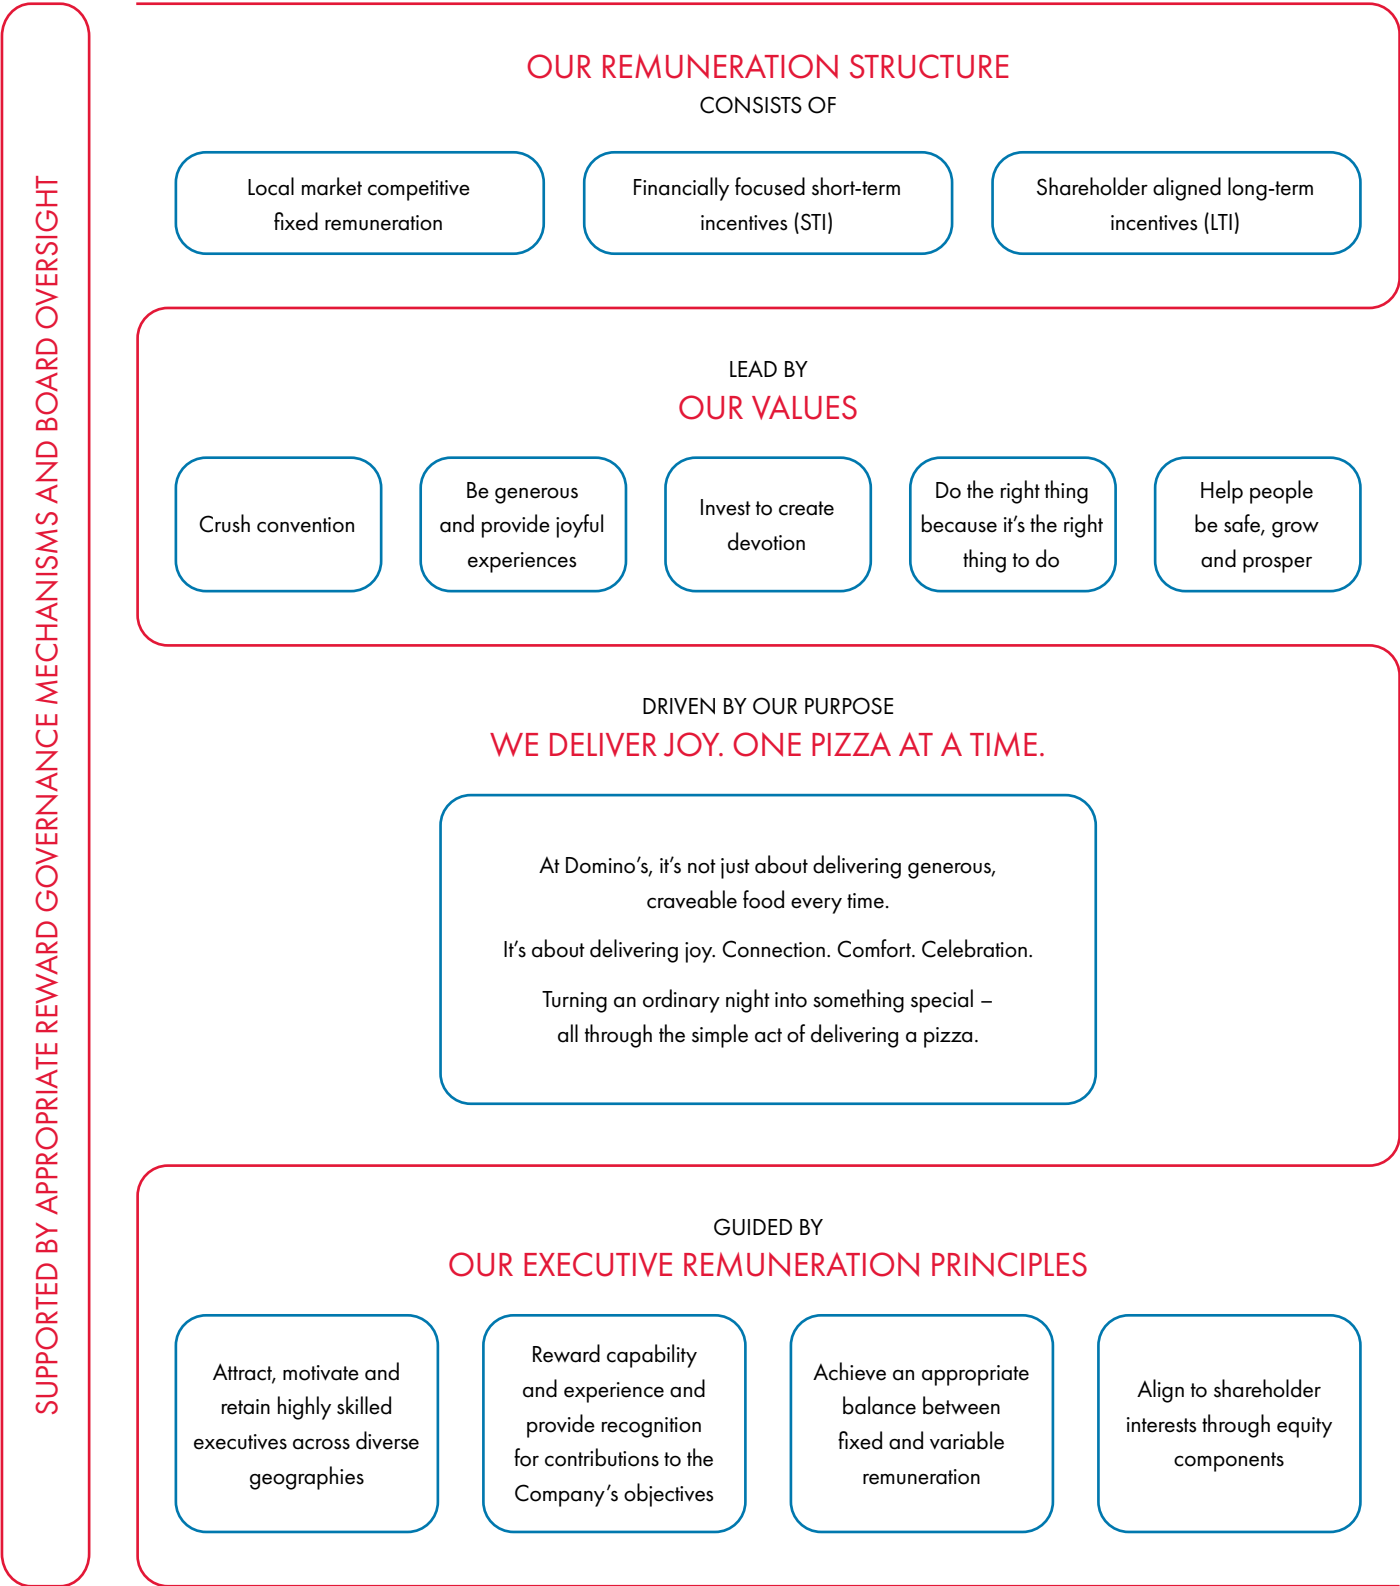 SUPPORTED BY APPROPRIATE REWARD GOVERNANCE MECHANISMS AND BOARD OVERSIGHT
OUR REMUNERATION STRUCTURE
CONSISTS OF
Local market competitive
fixed remuneration
Financially focused short-term
incentives (STI)
Shareholder aligned long-term
incentives (LTI)
LEAD BY
OUR VALUES
Crush convention
Be generous
and provide joyful
experiences
Invest to create
devotion
Do the right thing
because it’s the right
thing to do
Help people
be safe, grow
and prosper
DRIVEN BY OUR PURPOSE
WE DELIVER JOY. ONE PIZZA AT A TIME.
At Domino’s, it’s not just about delivering generous,
craveable food every time.
It’s about delivering joy. Connection. Comfort. Celebration.
Turning an ordinary night into something special –
all through the simple act of delivering a pizza.
GUIDED BY
OUR EXECUTIVE REMUNERATION PRINCIPLES
Attract, motivate and
retain highly skilled
executives across diverse
geographies
Reward capability
and experience and
provide recognition
for contributions to the
Company’s objectives
Achieve an appropriate
balance between
fixed and variable
remuneration
Align to shareholder
interests through equity
components